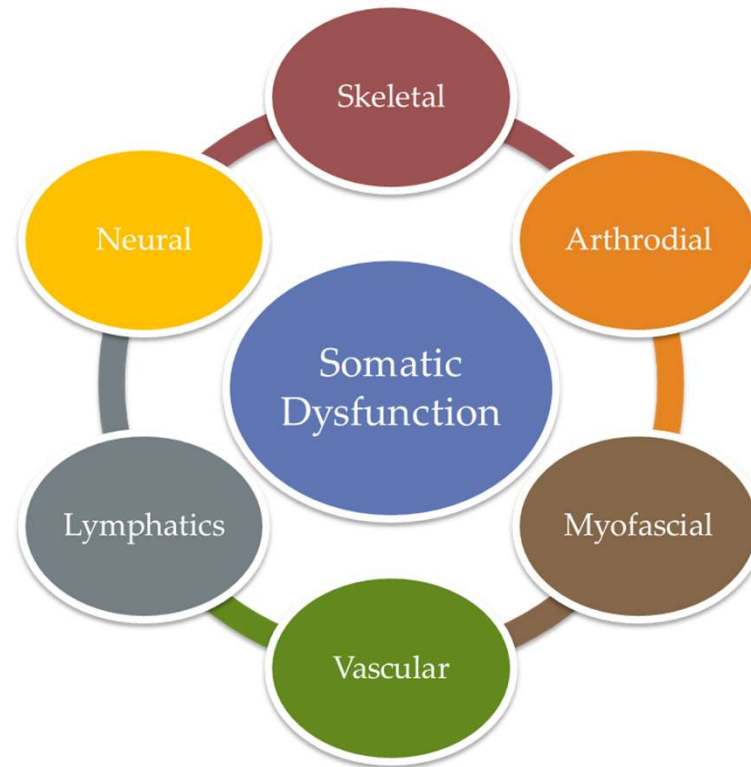 Skeletal
Arthrodial
Myofascial
Vascular
Lymphatics
Neural
Somatic
Dysfunction